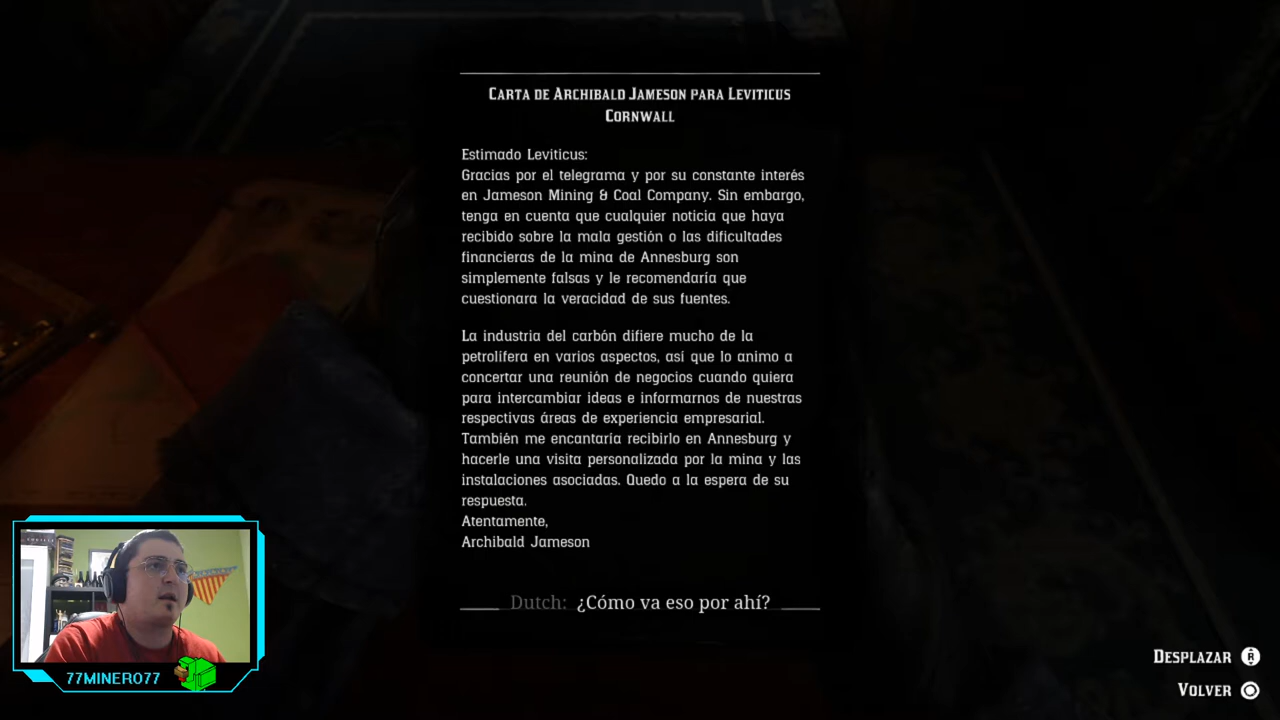 Carta de Archibald Jameson para Leviticus
Cornwall
Estimado Leviticus:
Gracias por el telegrama y por su constante interés
en Jameson Mining & Coal Company. Sin embargo,
tenga en cuenta que cualquier noticia que haya
recibido sobre la mala gestión o las dificultades
financieras de la mina de Annesburg son
simplemente falsas y le recomendaría que
cuestionara la veracidad de sus fuentes.
La industria del carbón difiere mucho de la
petrolífera en varios aspectos, así que lo animo a
concertar una reunión de negocios cuando quiera
para intercambiar ideas e informarnos de nuestras
respectivas áreas de experiencia empresarial.
También me encantaría recibirlo en Annesburg y
hacerle una visita personalizada por la mina y las
instalaciones asociadas. Quedo a la espera de su
respuesta.
Atentamente,
Archibald Jameson
Dutch: ¿Cómo va eso por ahí?
Desplazar R
Volver
77MINERO77